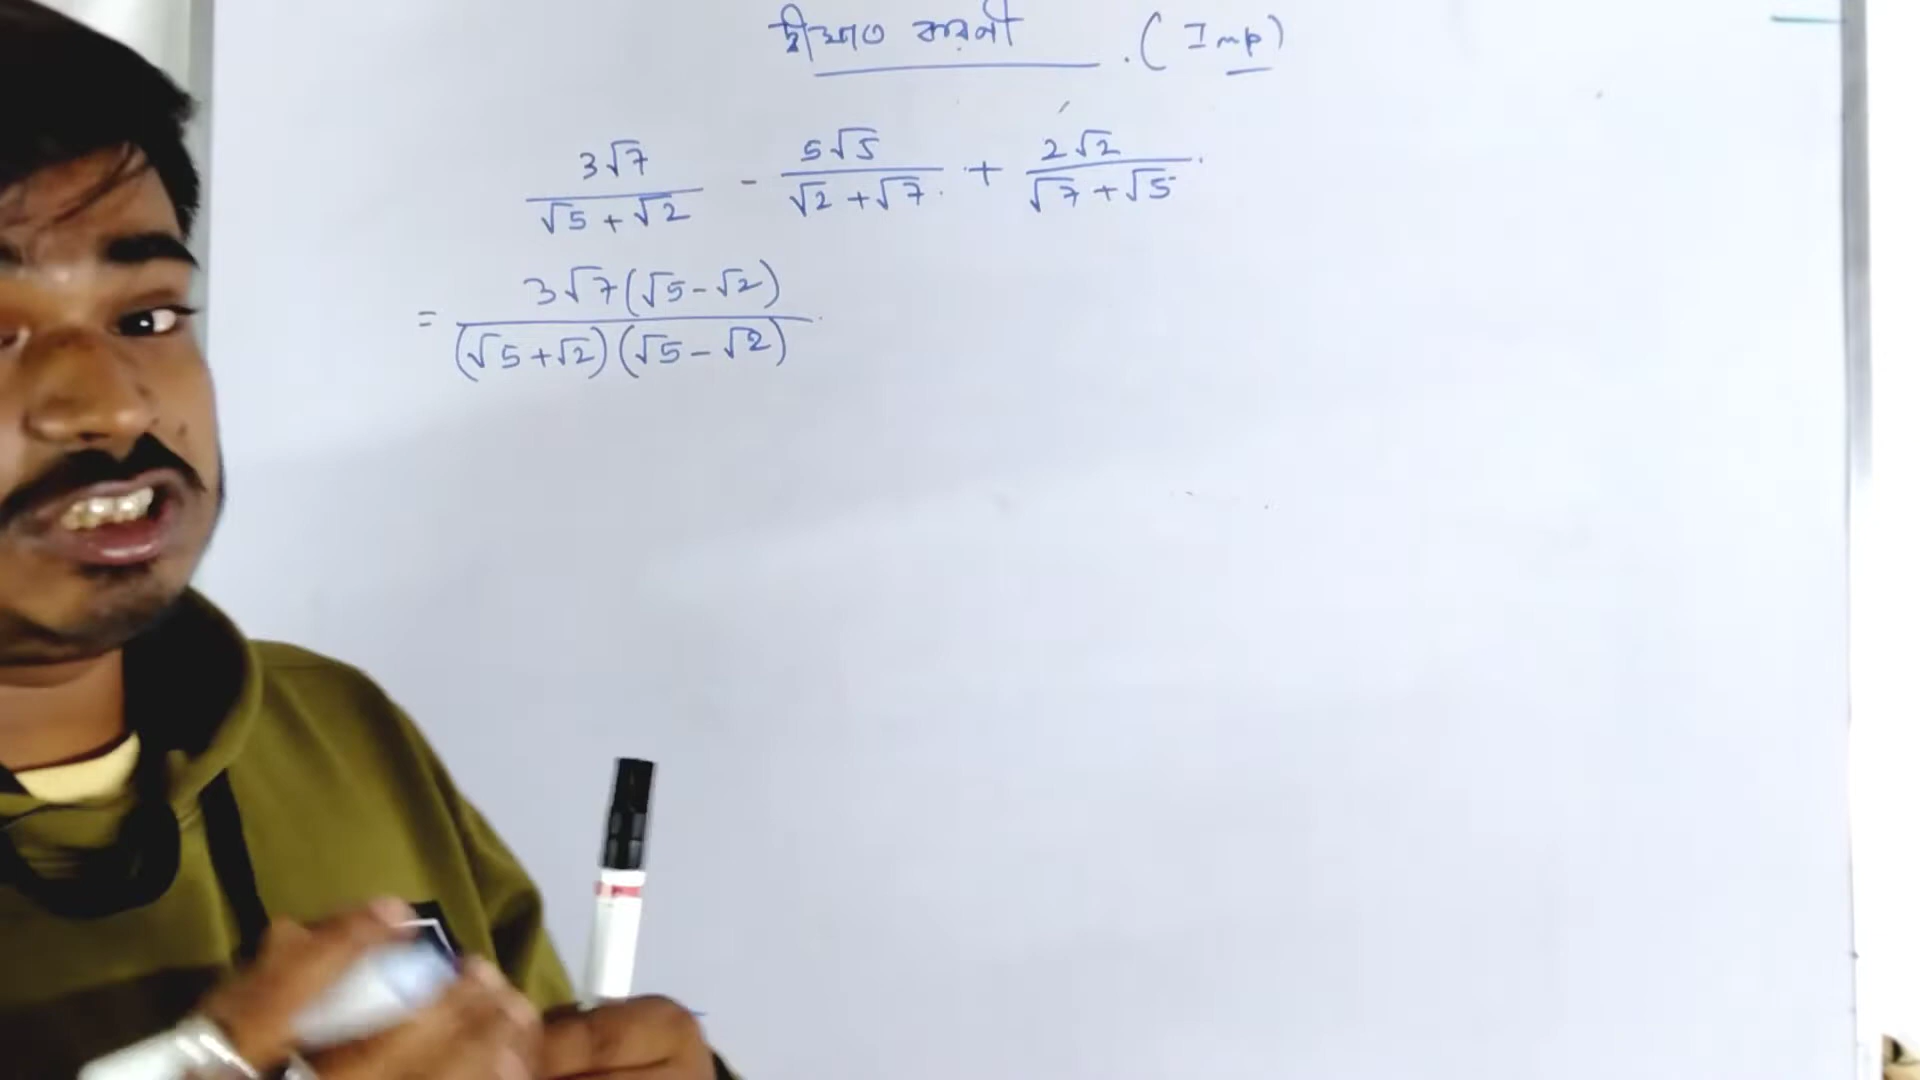 দ্বিঘাত করণী . (Imp)
3√7/(√5+√2) - 5√5/(√2+√7) + 2√2/(√7+√5)
= 3√7(√5-√2)/(√5+√2)(√5-√2)